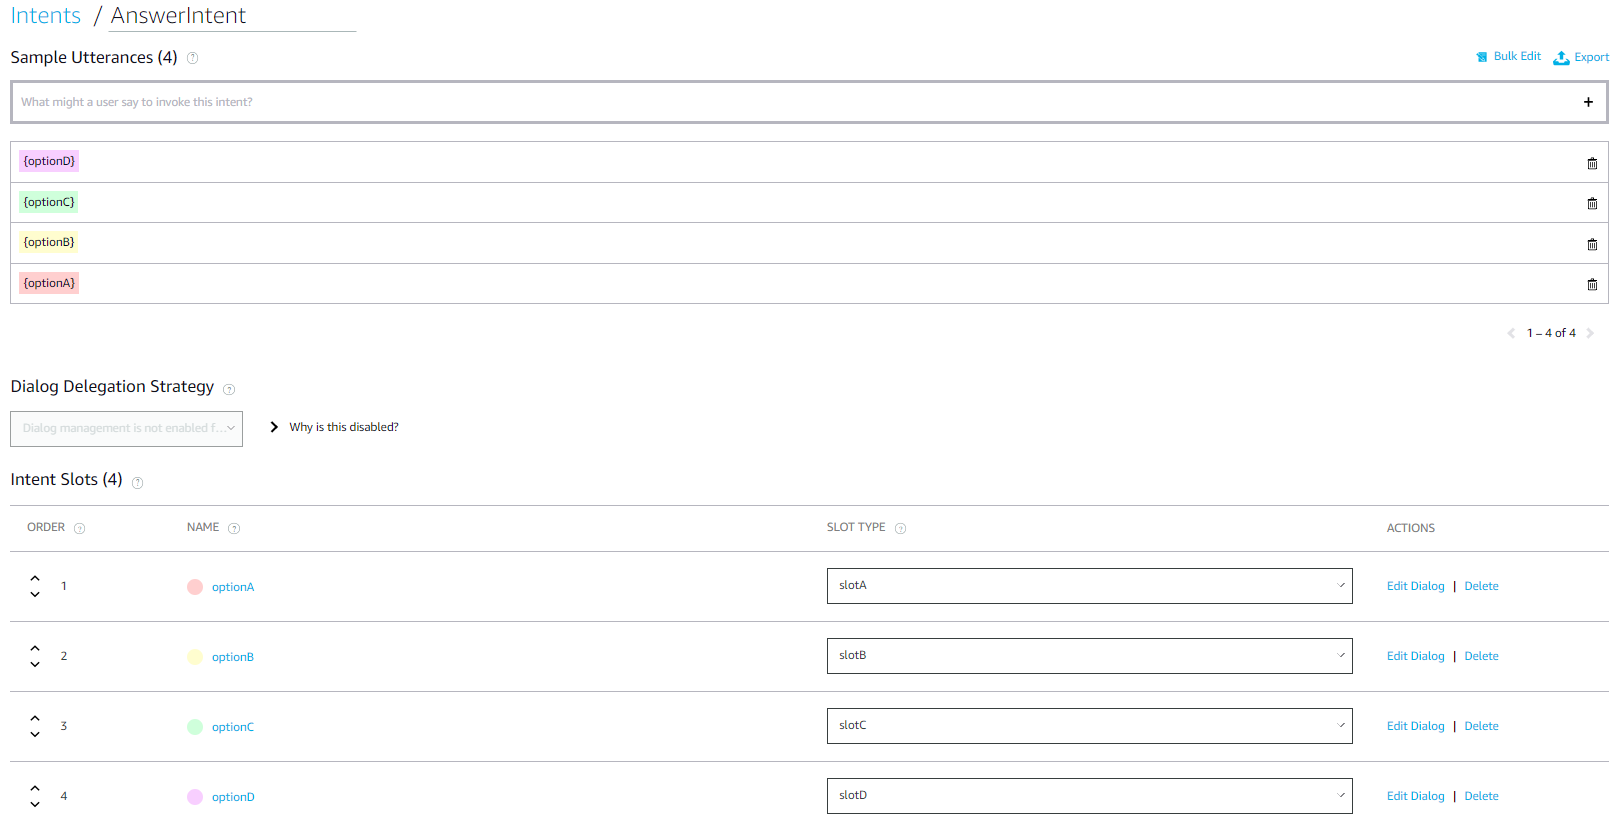 Intents / AnswerIntent
Sample Utterances (4) ?
Bulk Edit Export
What might a user say to invoke this intent? +
{optionD}
{optionC}
{optionB}
{optionA}
< 1 – 4 of 4 >
Dialog Delegation Strategy ?
Dialog management is not enabled f... Why is this disabled?
Intent Slots (4) ?
ORDER ? NAME ? SLOT TYPE ? ACTIONS
1 optionA slotA Edit Dialog | Delete
2 optionB slotB Edit Dialog | Delete
3 optionC slotC Edit Dialog | Delete
4 optionD slotD Edit Dialog | Delete